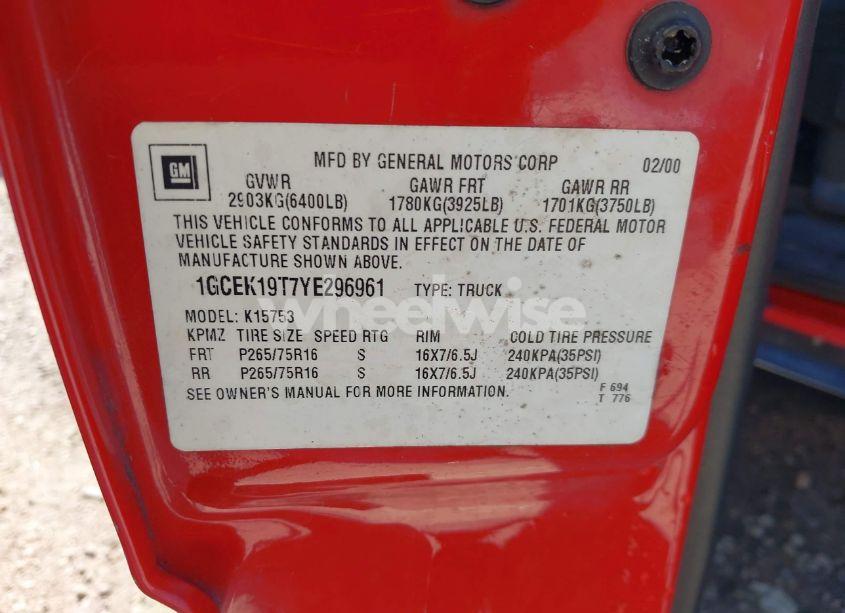 GM
MFD BY GENERAL MOTORS CORP 02/00
GVWR GAWR FRT GAWR RR
2903KG(6400LB) 1780KG(3925LB) 1701KG(3750LB)
THIS VEHICLE CONFORMS TO ALL APPLICABLE U.S. FEDERAL MOTOR
VEHICLE SAFETY STANDARDS IN EFFECT ON THE DATE OF
MANUFACTURE SHOWN ABOVE.
1GCEK19T7YE296961 TYPE: TRUCK
wheelwise
MODEL: K15753
KPMZ TIRE SIZE SPEED RTG RIM COLD TIRE PRESSURE
FRT P265/75R16 S 16X7/6.5J 240KPA(35PSI)
RR P265/75R16 S 16X7/6.5J 240KPA(35PSI)
SEE OWNER'S MANUAL FOR MORE INFORMATION.
F 694
T 776